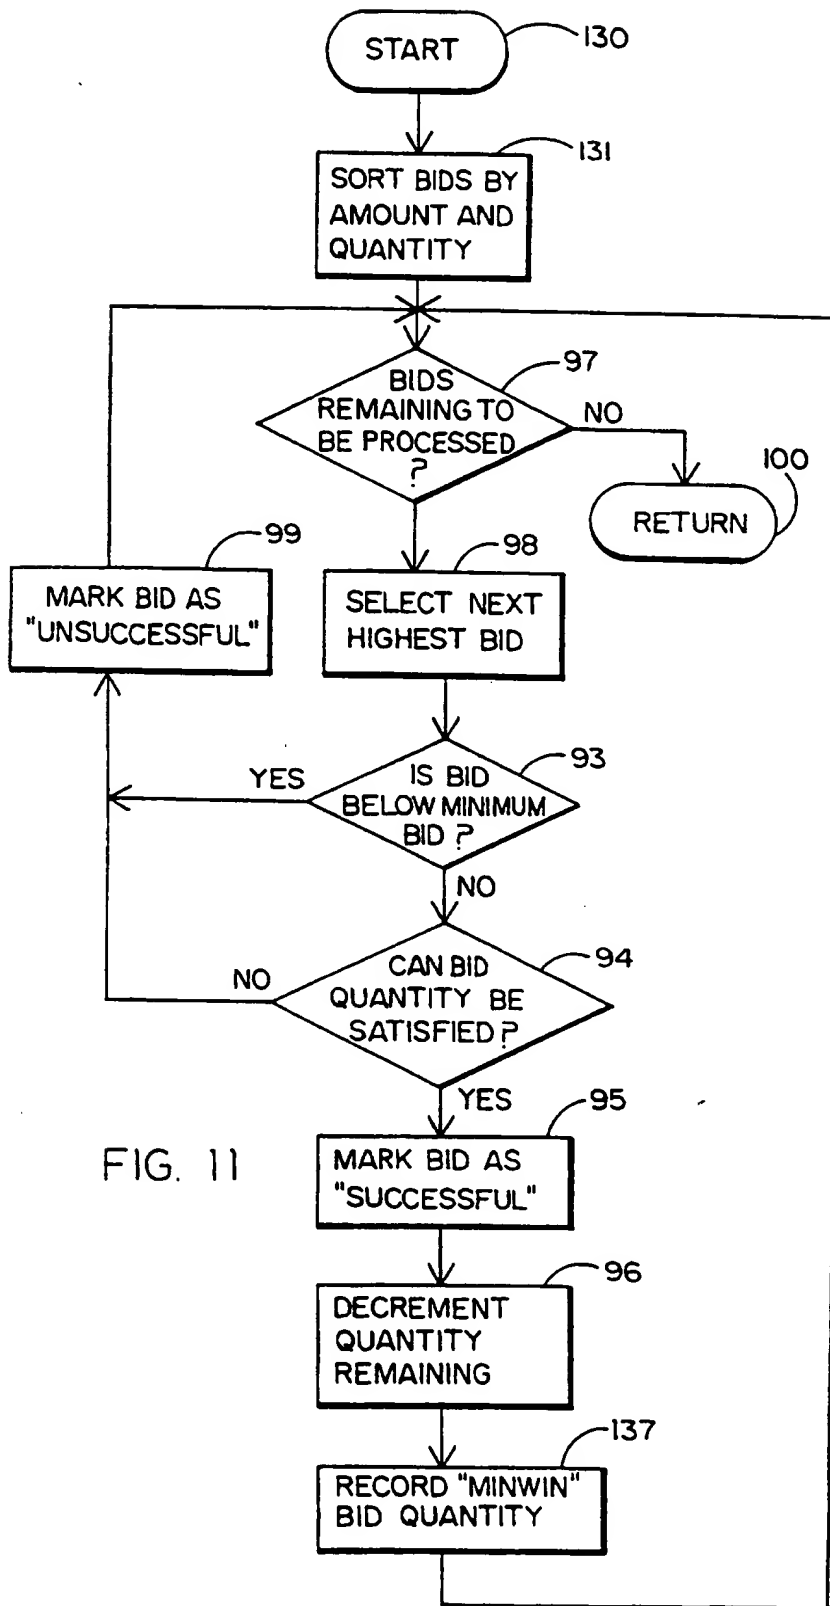 START
130
131
SORT BIDS BY
AMOUNT AND
QUANTITY
97
BIDS
REMAINING TO
BE PROCESSED
?
NO
100
RETURN
99
MARK BID AS
"UNSUCCESSFUL"
98
SELECT NEXT
HIGHEST BID
93
YES
IS BID
BELOW MINIMUM
BID ?
NO
94
NO
CAN BID
QUANTITY BE
SATISFIED ?
YES
95
FIG. 11
MARK BID AS
"SUCCESSFUL"
96
DECREMENT
QUANTITY
REMAINING
137
RECORD "MINWIN"
BID QUANTITY